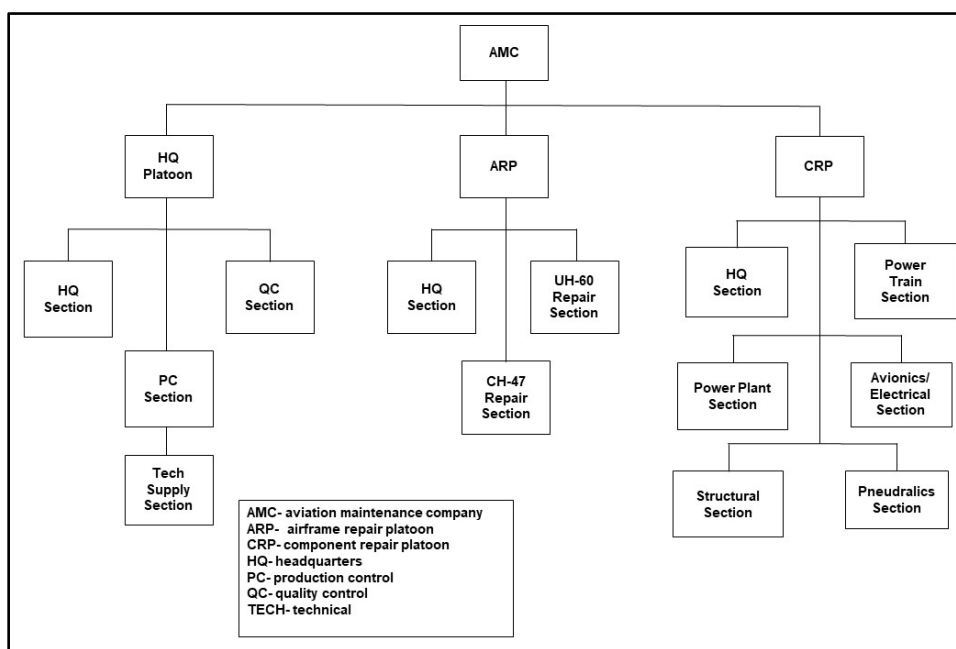 AMC
HQ
Platoon
ARP
CRP
HQ
Section
QC
Section
HQ
Section
UH-60
Repair
Section
HQ
Section
Power
Train
Section
PC
Section
CH-47
Repair
Section
Power Plant
Section
Avionics/
Electrical
Section
Tech
Supply
Section
Structural
Section
Pneudralics
Section
AMC- aviation maintenance company
ARP- airframe repair platoon
CRP- component repair platoon
HQ- headquarters
PC- production control
QC- quality control
TECH- technical